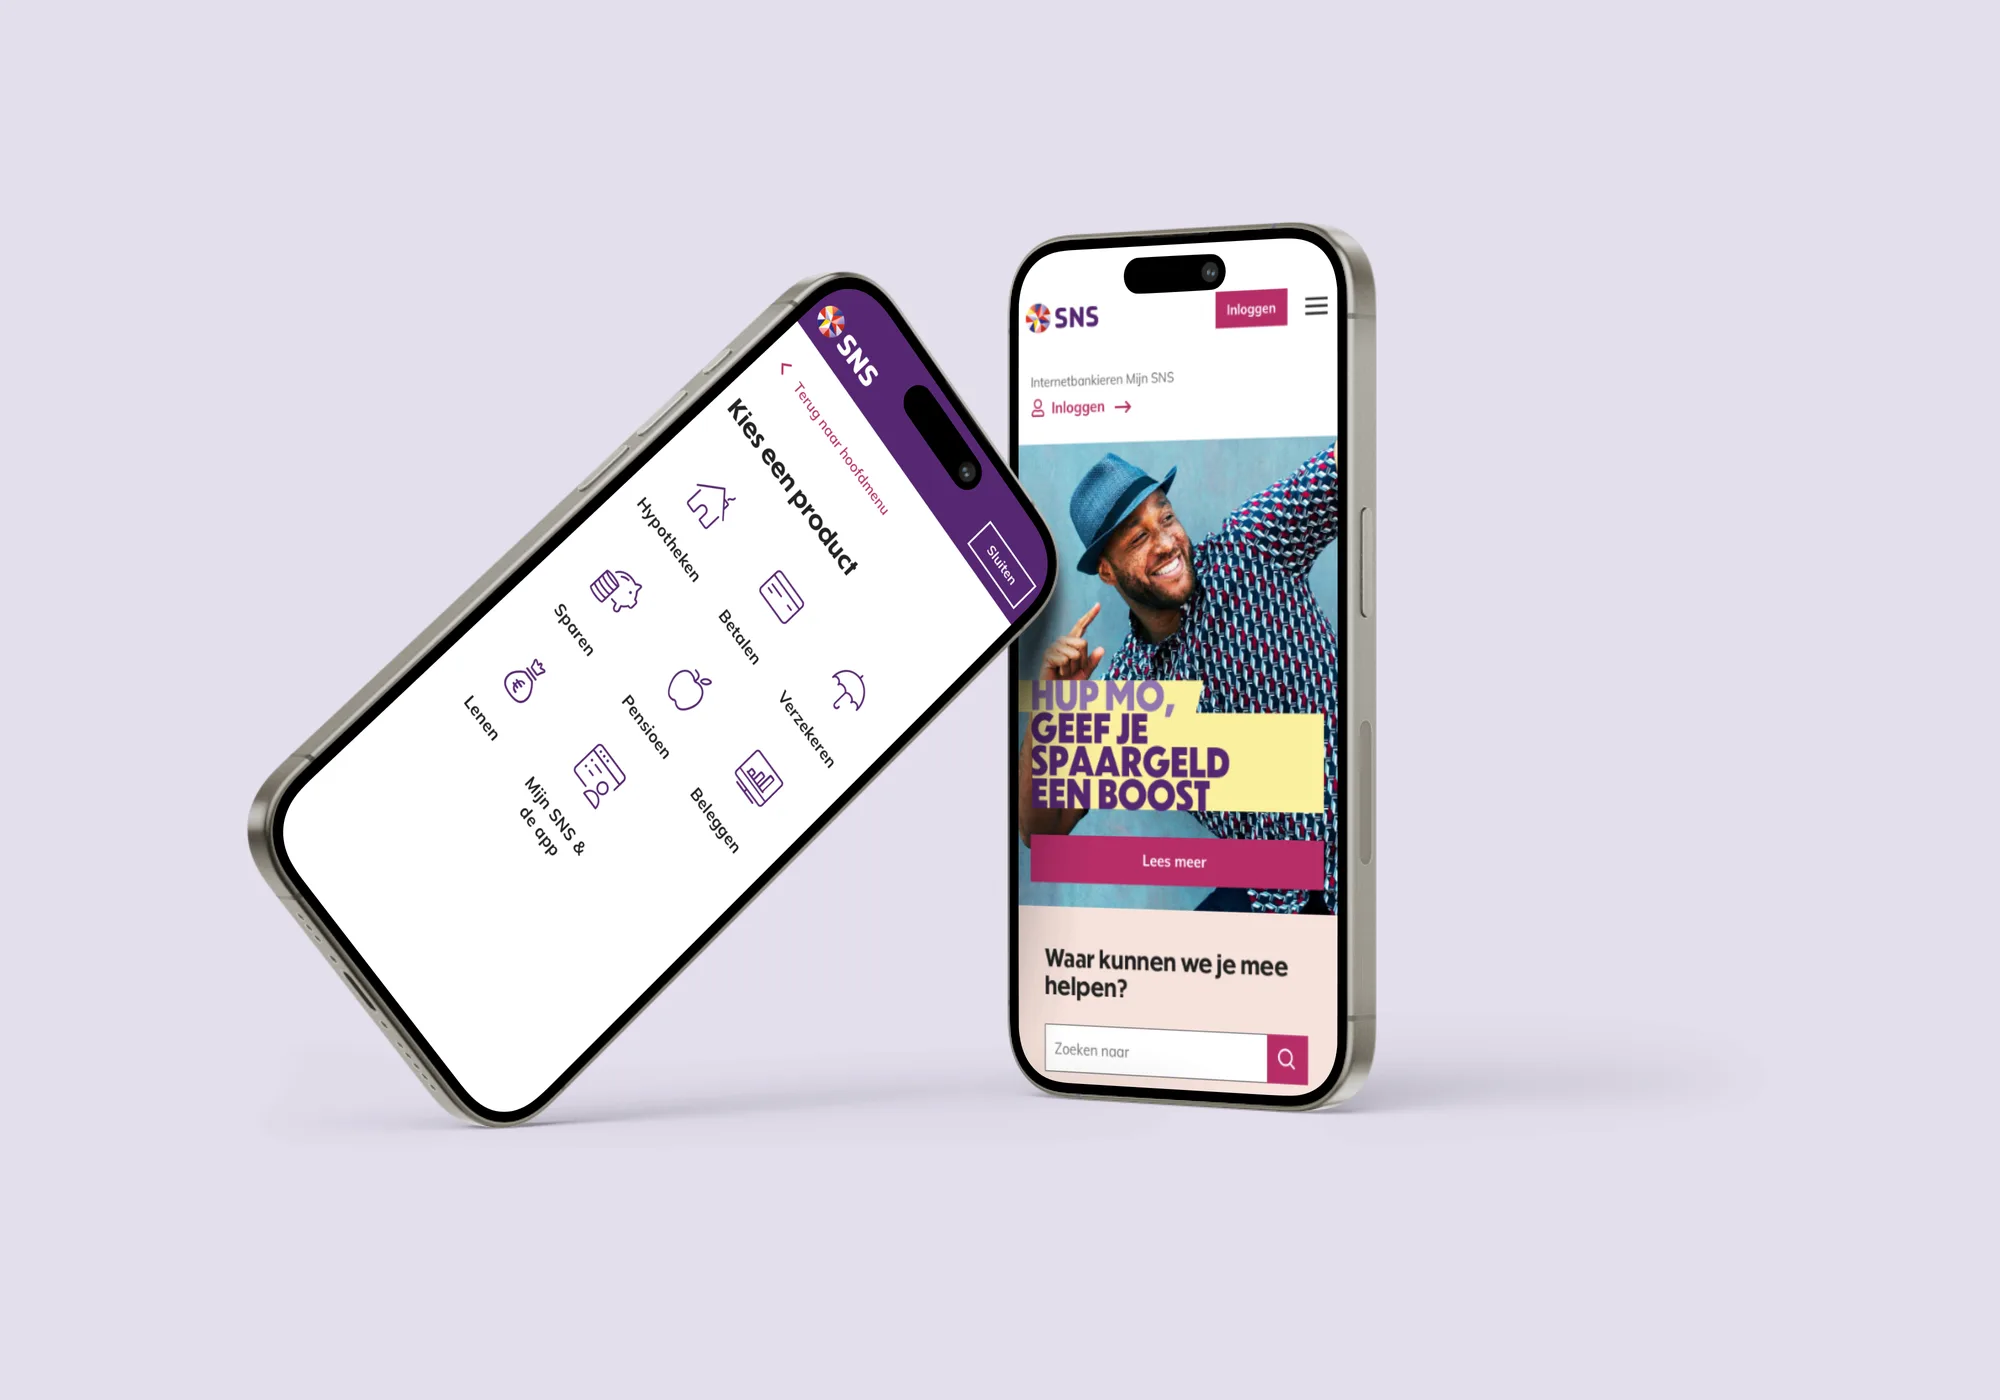 SNS
Sluiten
Terug naar hoofdmenu
Kies een product
Hypotheken
Betalen
Verzekeren
Sparen
Pensioen
Beleggen
Lenen
Mijn SNS &
de app
SNS
Inloggen
Internetbankieren Mijn SNS
Inloggen
HUP MO,
GEEF JE
SPAARGELD
EEN BOOST
Lees meer
Waar kunnen we je mee
helpen?
Zoeken naar